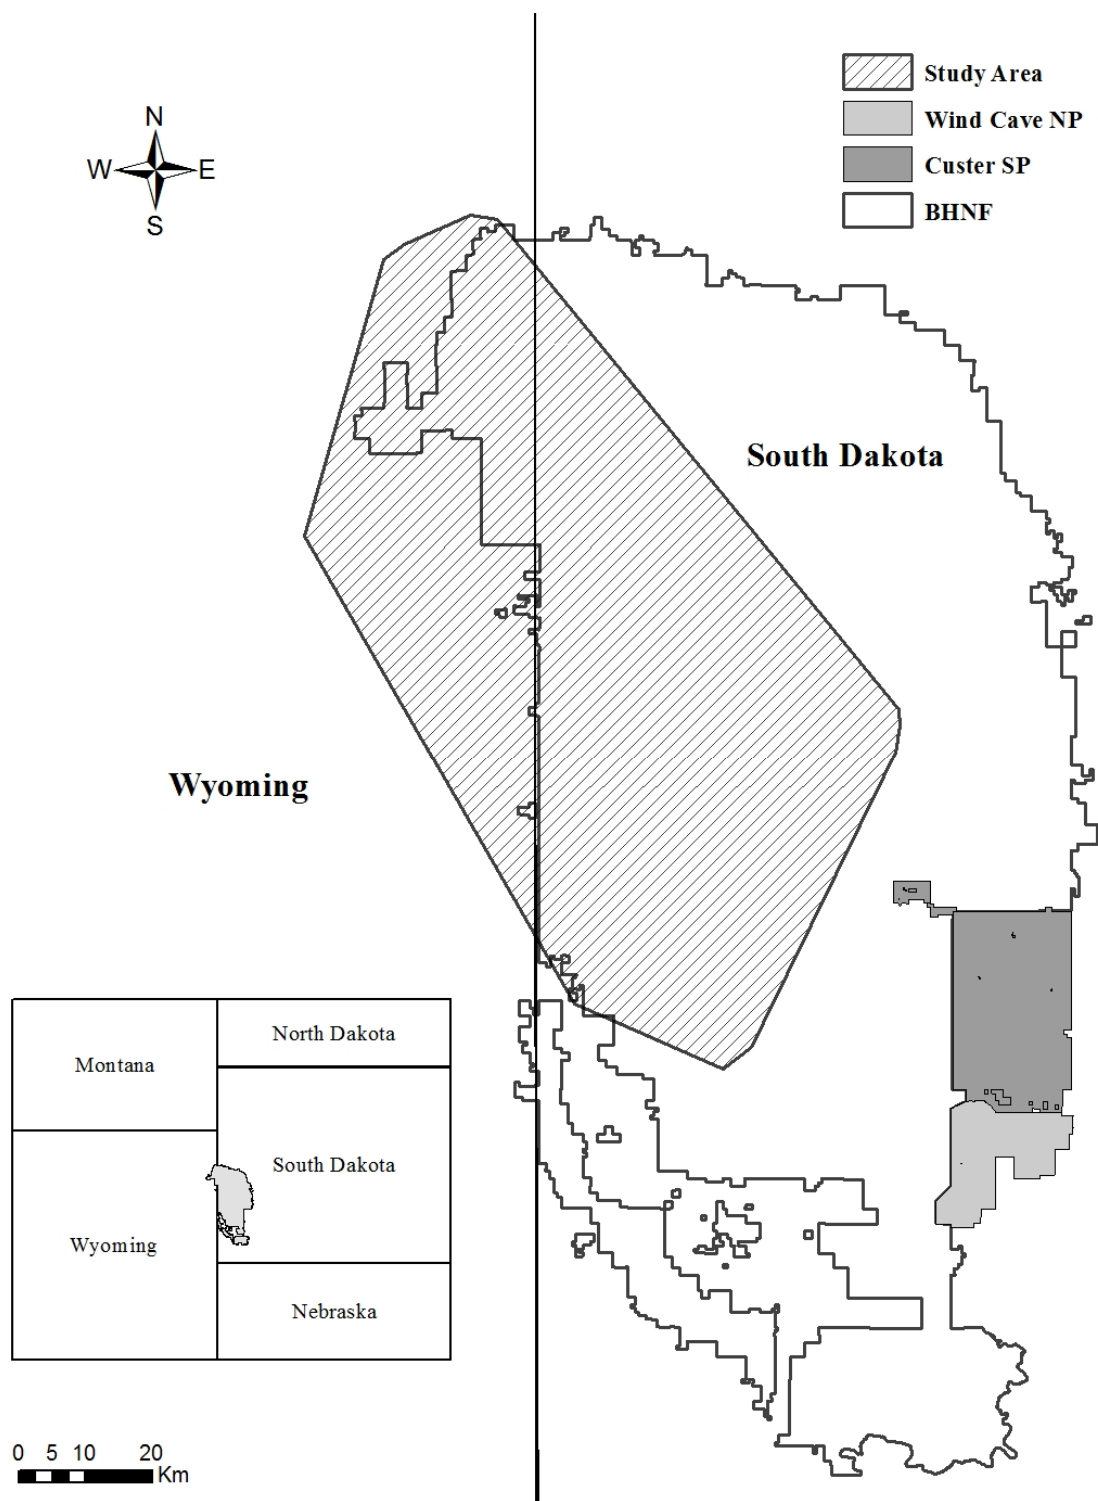 Study Area
Wind Cave NP
Custer SP
BHNF
N
W E
S
South Dakota
Wyoming
North Dakota
Montana
South Dakota
Wyoming
Nebraska
0 5 10 20
Km